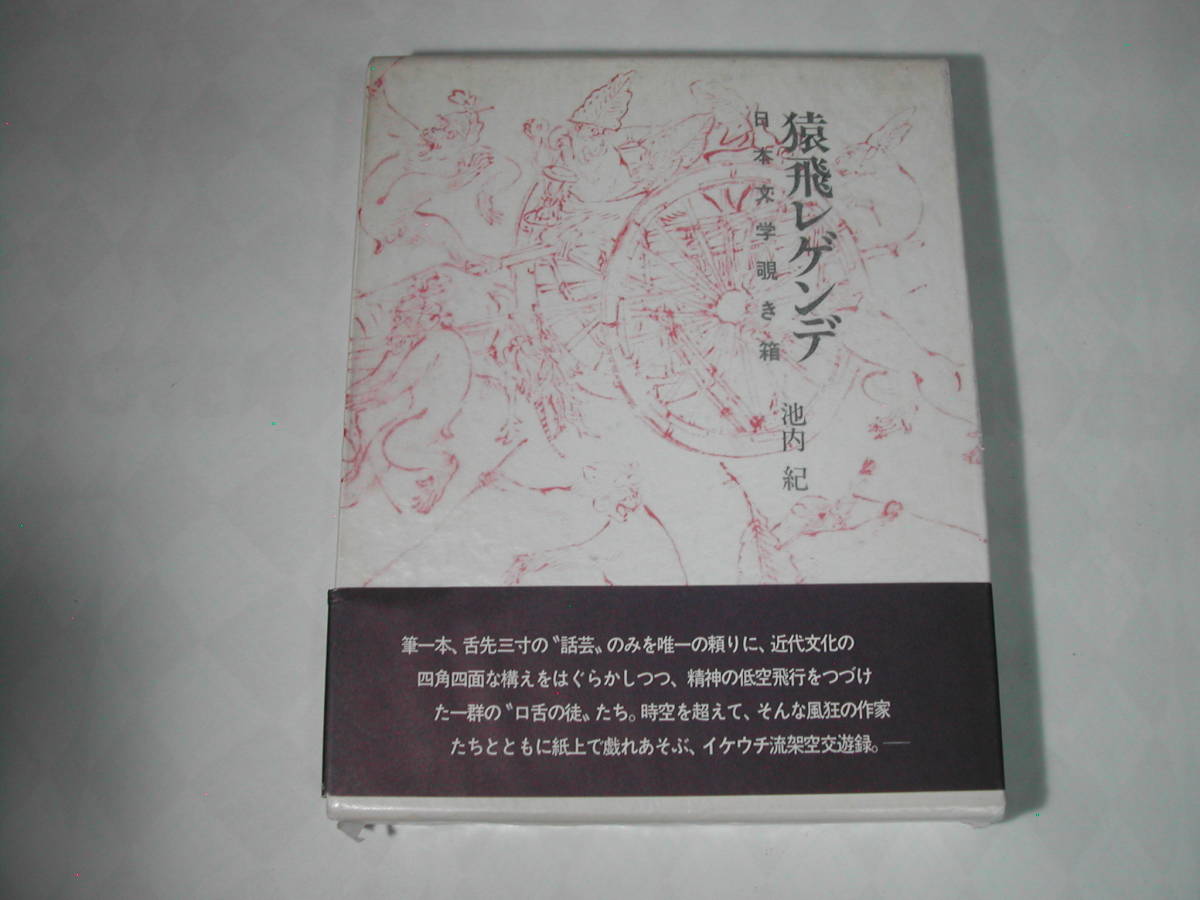 猿飛レゲンデ
日本文学覗き箱
池内 紀
筆一本、舌先三寸の〝話芸〟のみを唯一の頼りに、近代文化の
四角四面な構えをはぐらかしつつ、精神の低空飛行をつづけ
た一群の〝口舌の徒〟たち。時空を超えて、そんな風狂の作家
たちとともに紙上で戯れあそぶ、イケウチ流架空交遊録。——